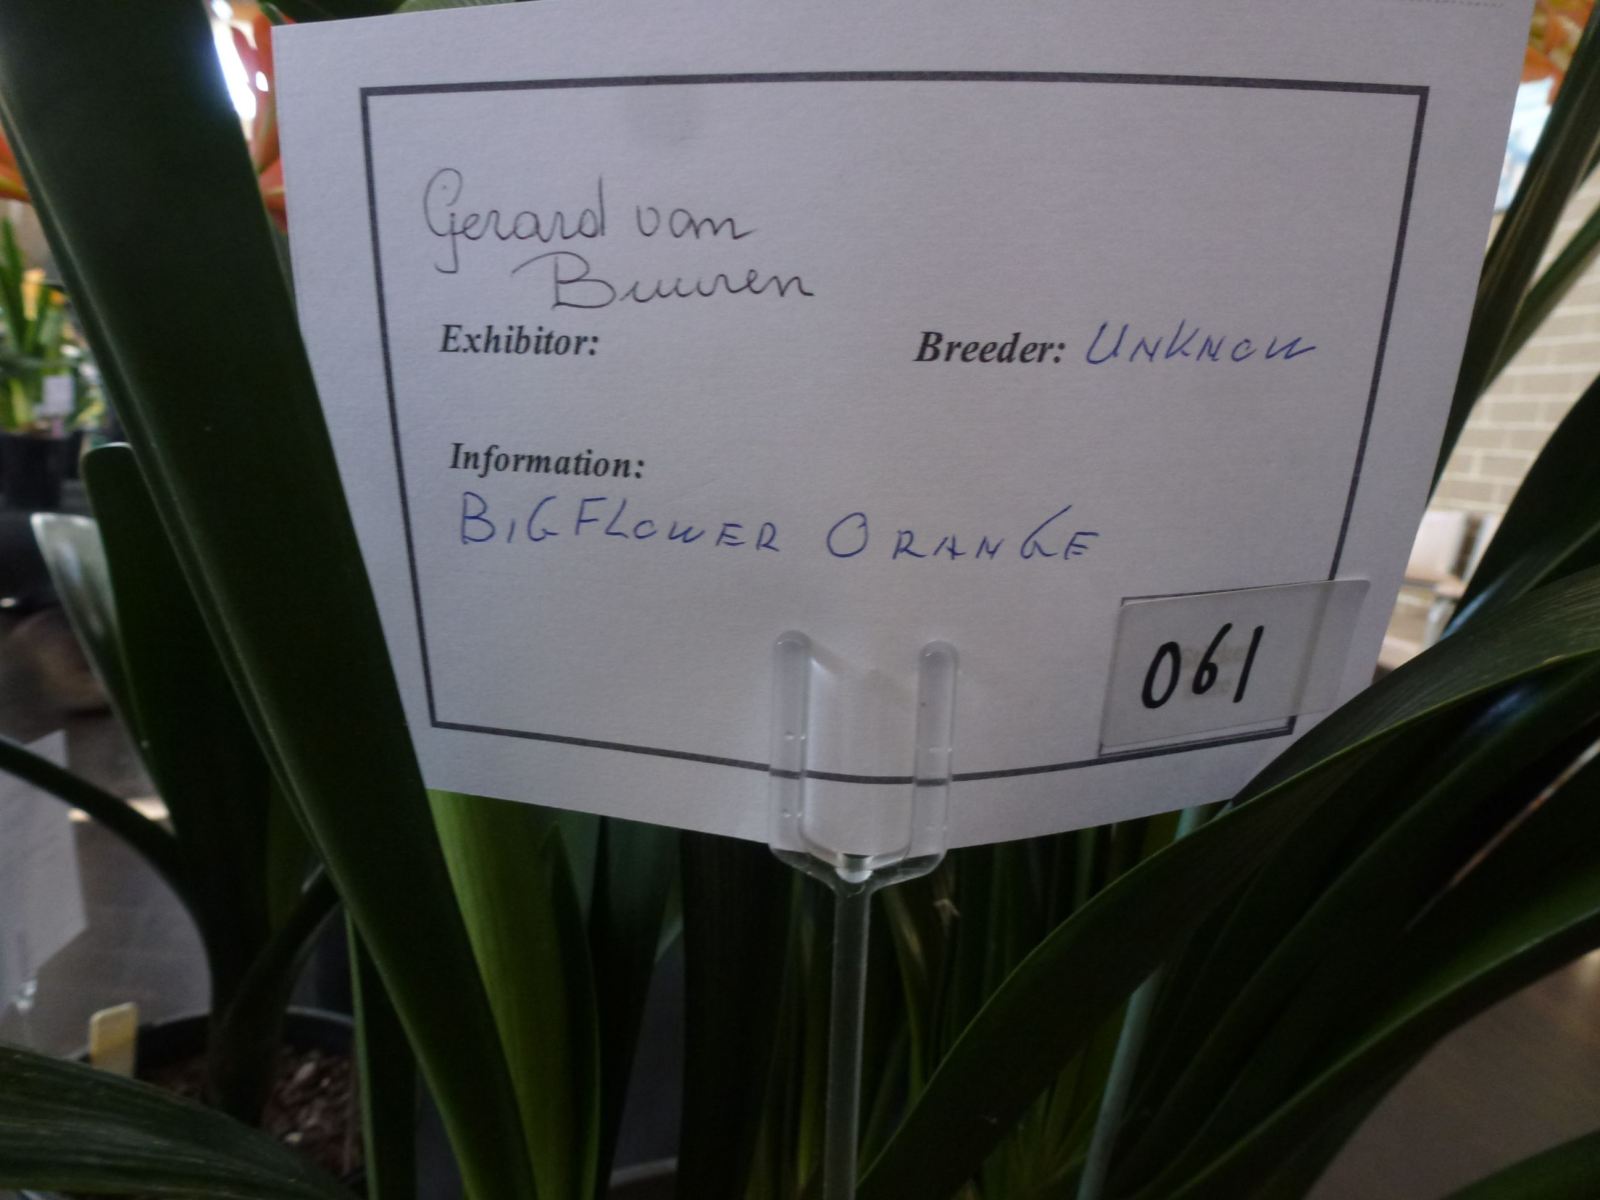 Gerard van
Buuren
Exhibitor:
Breeder: UNKNOW
Information:
BIGFLOWER ORANGE
061